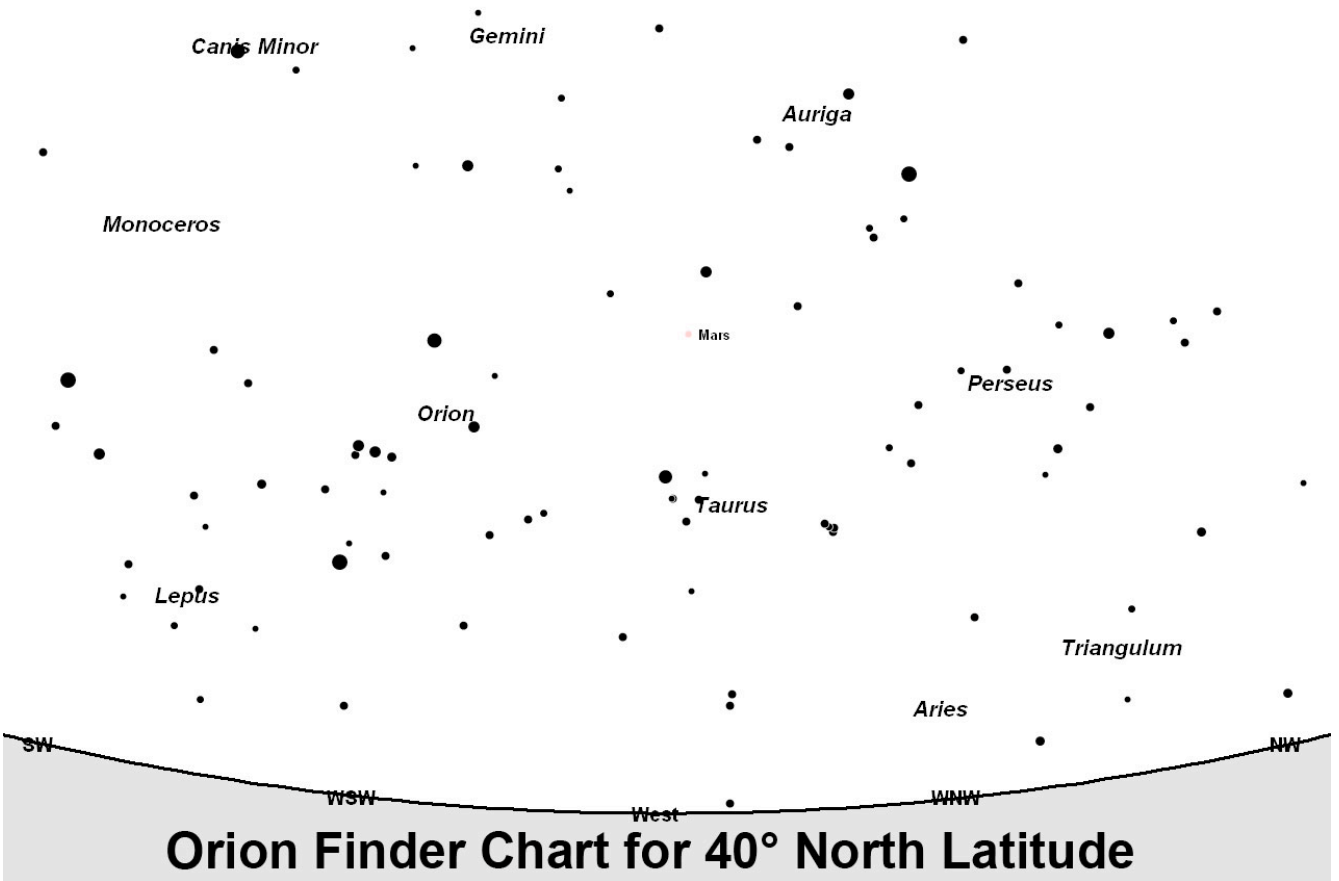 Gemini
Canis Minor
Auriga
Monoceros
Mars
Perseus
Orion
Taurus
Lepus
Triangulum
Aries
SW
NW
WSW
WNW
West
Orion Finder Chart for 40° North Latitude